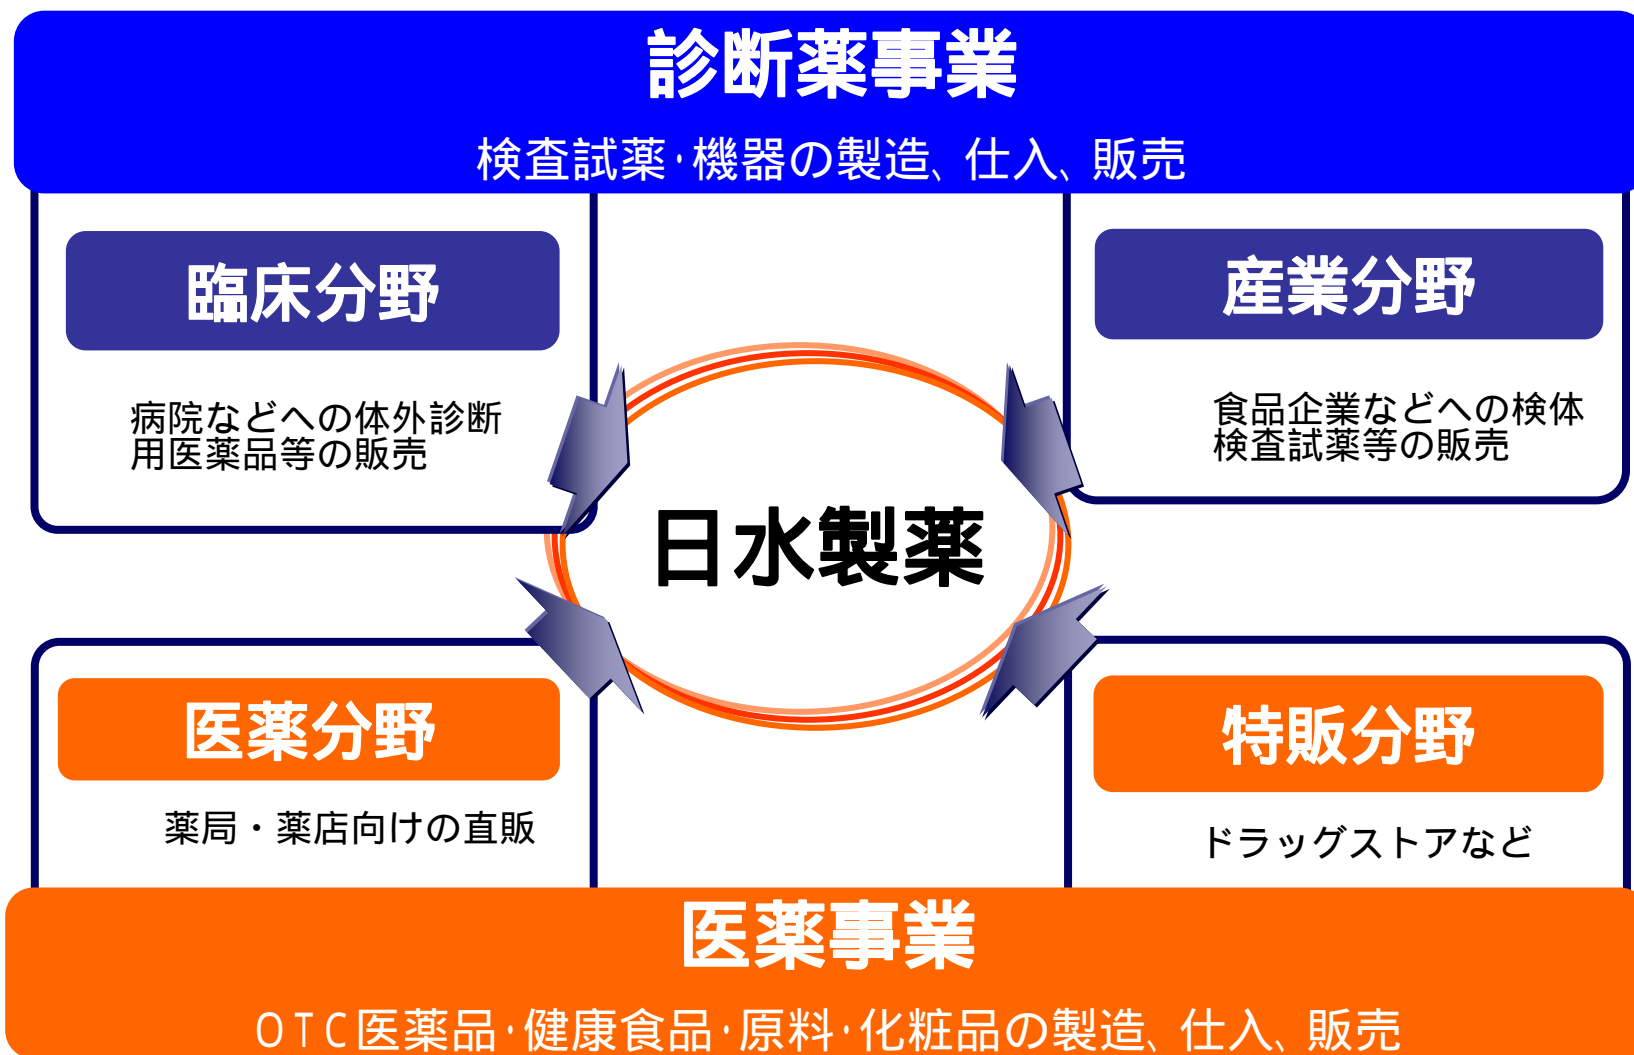 診断薬事業
検査試薬・機器の製造、仕入、販売
臨床分野
病院などへの体外診断
用医薬品等の販売
産業分野
食品企業などへの検体
検査試薬等の販売
日水製薬
医薬分野
薬局・薬店向けの直販
特販分野
ドラッグストアなど
医薬事業
OTC医薬品・健康食品・原料・化粧品の製造、仕入、販売